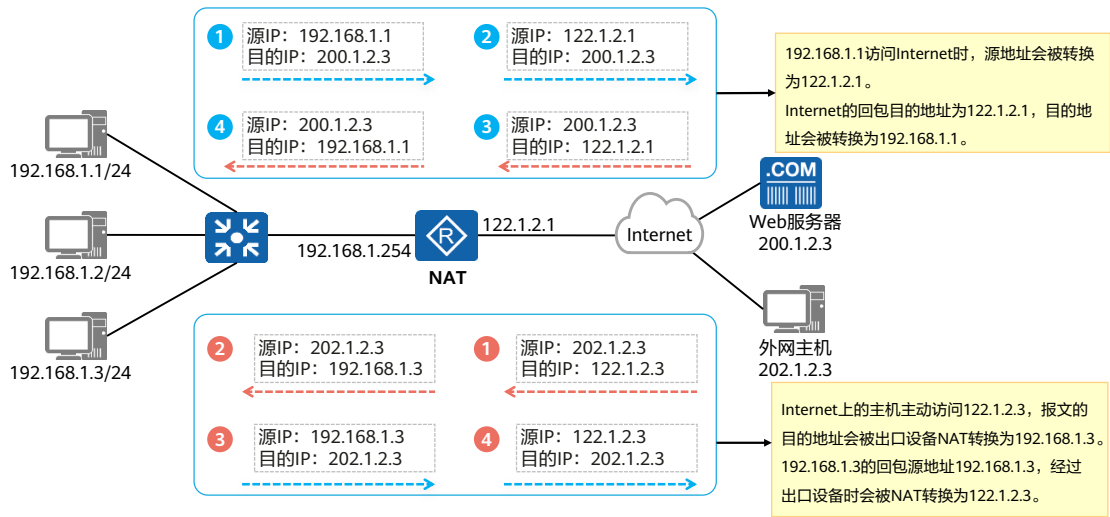 1
源IP：192.168.1.1
目的IP：200.1.2.3
2
源IP：122.1.2.1
目的IP：200.1.2.3
4
源IP：200.1.2.3
目的IP：192.168.1.1
3
源IP：200.1.2.3
目的IP：122.1.2.1
192.168.1.1访问Internet时，源地址会被转换
为122.1.2.1。
Internet的回包目的地址为122.1.2.1，目的地
址会被转换为192.168.1.1 。
192.168.1.1/24
192.168.1.2/24
192.168.1.3/24
192.168.1.254
R
NAT
122.1.2.1
Internet
.COM
Web服务器
200.1.2.3
外网主机
202.1.2.3
2
源IP：202.1.2.3
目的IP：192.168.1.3
1
源IP：202.1.2.3
目的IP：122.1.2.3
3
源IP：192.168.1.3
目的IP：202.1.2.3
4
源IP：122.1.2.3
目的IP：202.1.2.3
Internet上的主机主动访问122.1.2.3，报文的
目的地址会被出口设备NAT转换为192.168.1.3 。
192.168.1.3的回包源地址192.168.1.3，经过
出口设备时会被NAT转换为122.1.2.3。